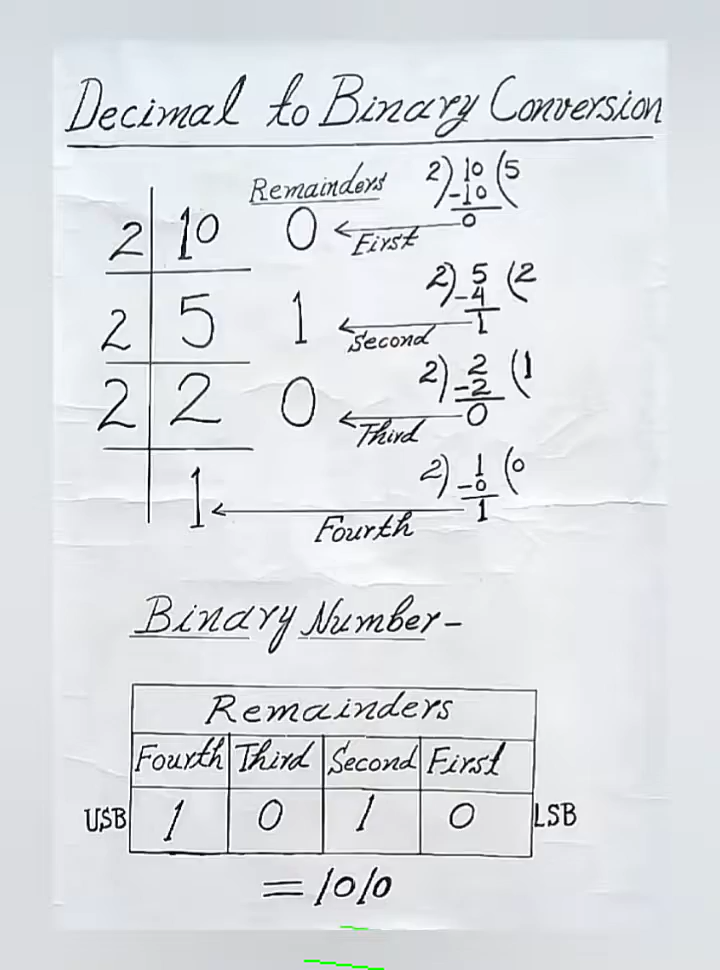 Decimal to Binary Conversion
Remainders
2) 10 (5
-10
0
2 10 0 First
2) 5 (2
-4
1
2 5 1 Second
2) 2 (1
-2
0
2 2 0 Third
2) 1 (0
-0
1
1 Fourth
Binary Number-
Remainders
Fourth Third Second First
USB 1 0 1 0 LSB
=1010